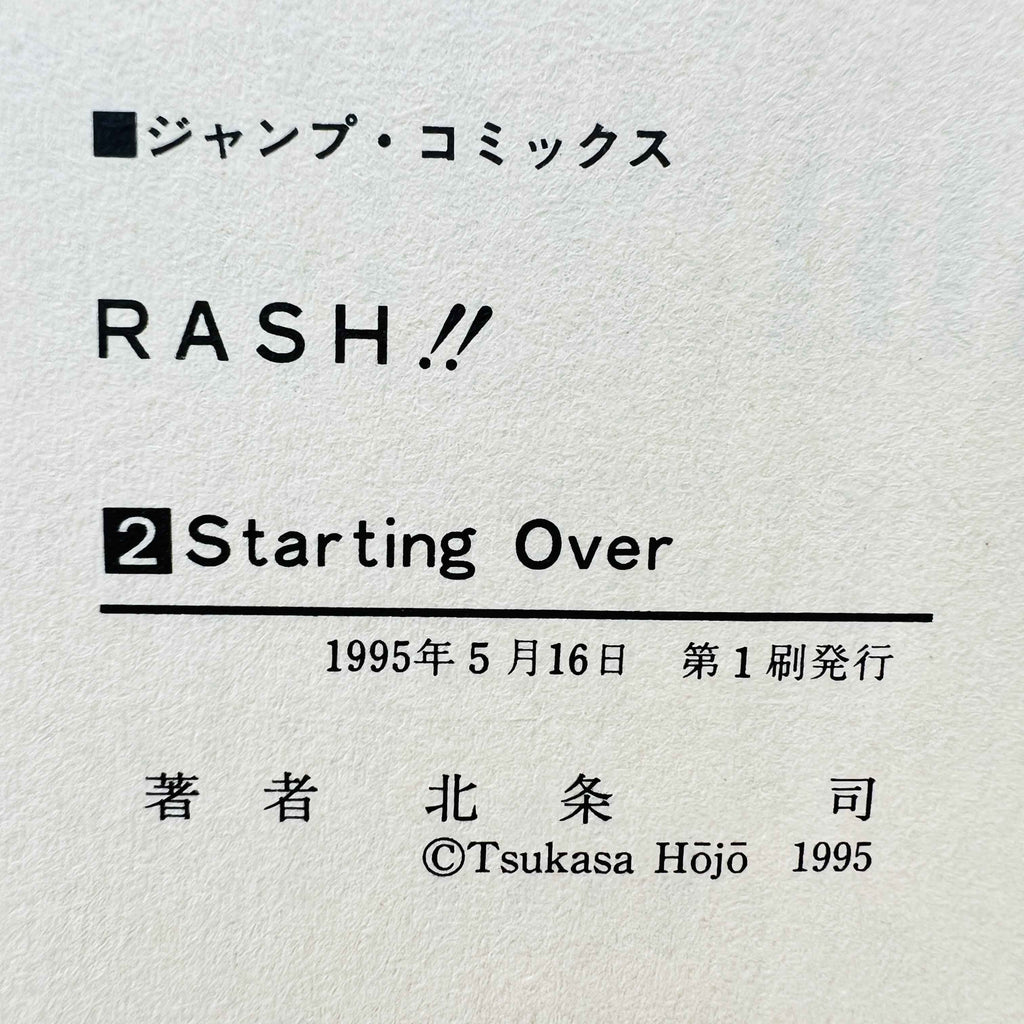 ■ジャンプ・コミックス
RASH!!
2 Starting Over
1995年5月16日　第1刷発行
著者　北条　司
©Tsukasa Hōjō 1995